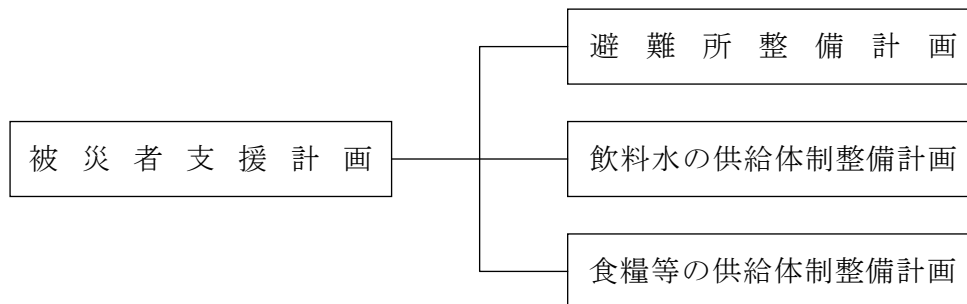 避難所整備計画
被災者支援計画
飲料水の供給体制整備計画
食糧等の供給体制整備計画